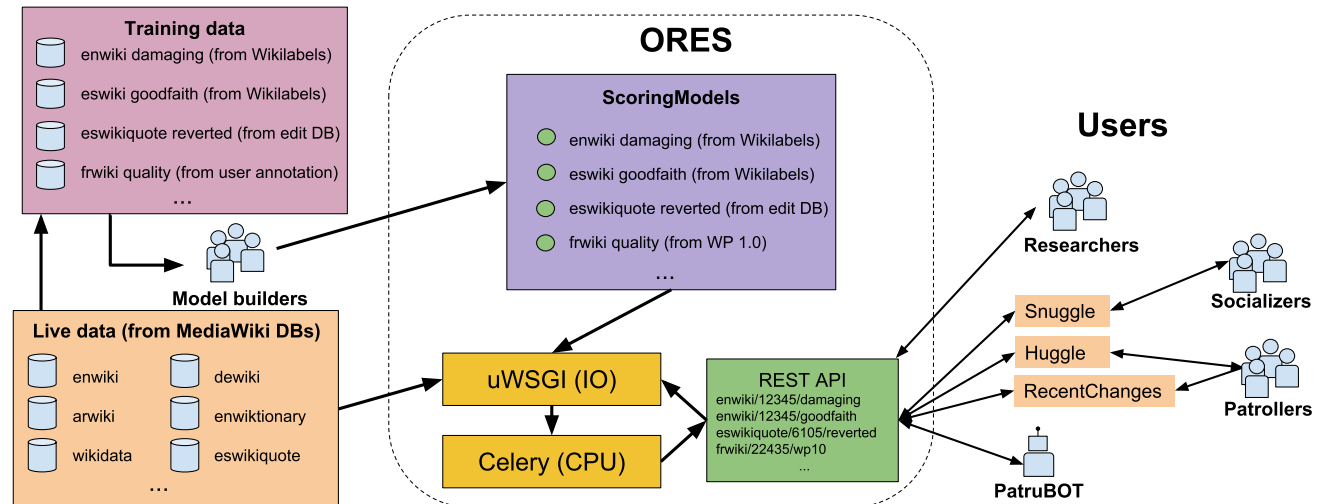 Training data
enwiki damaging (from Wikilabels)
eswiki goodfaith (from Wikilabels)
eswikiquote reverted (from edit DB)
frwiki quality (from user annotation)
...
Model builders
Live data (from MediaWiki DBs)
enwiki
dewiki
arwiki
enwiktionary
wikidata
eswikiquote
...
ORES
ScoringModels
enwiki damaging (from Wikilabels)
eswiki goodfaith (from Wikilabels)
eswikiquote reverted (from edit DB)
frwiki quality (from WP 1.0)
...
uWSGI (IO)
Celery (CPU)
REST API
enwiki/12345/damaging
enwiki/12345/goodfaith
eswikiquote/6105/reverted
frwiki/22435/wp10
...
Users
Researchers
Socializers
Snuggle
Huggle
RecentChanges
Patrollers
PatruBOT